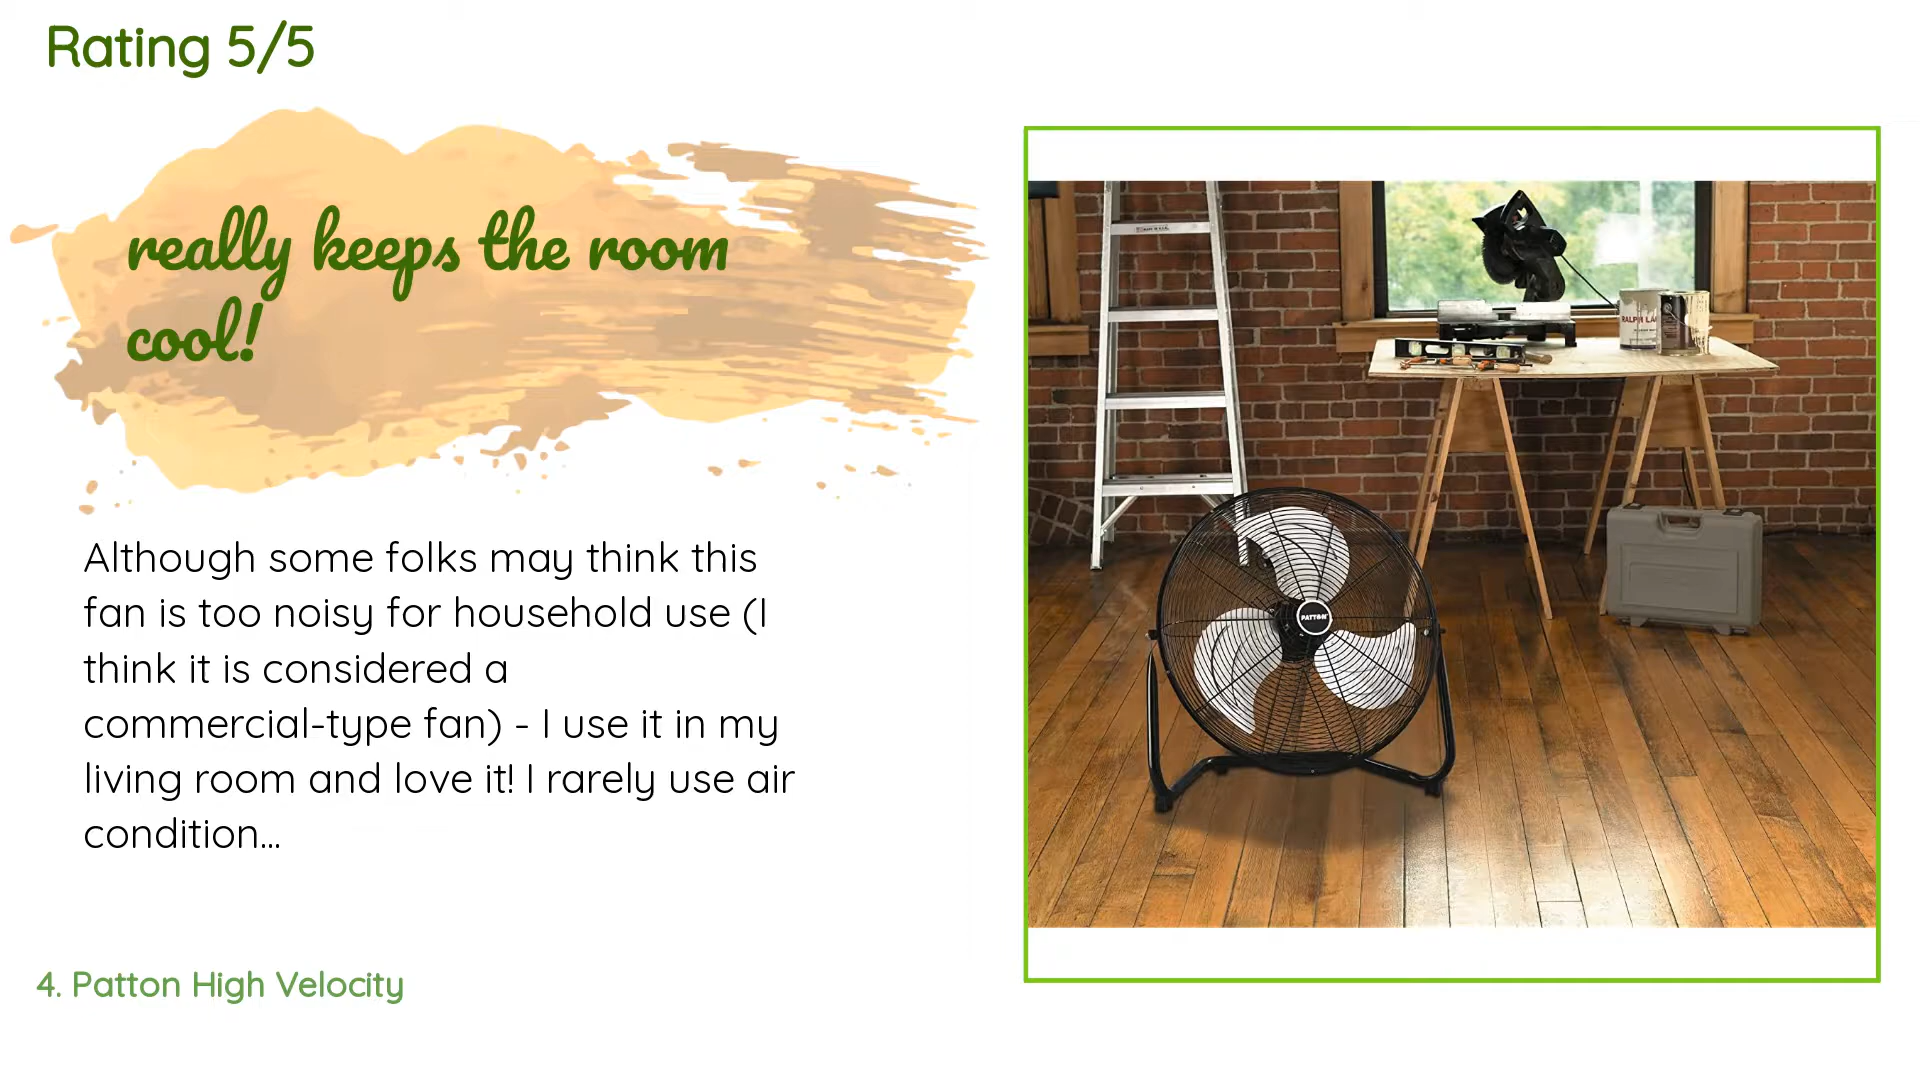 Rating 5/5
really keeps the room
cool!
Although some folks may think this
fan is too noisy for household use (I
think it is considered a
commercial-type fan) - I use it in my
living room and love it! I rarely use air
condition...
4. Patton High Velocity
PATTON
RALPH LAU